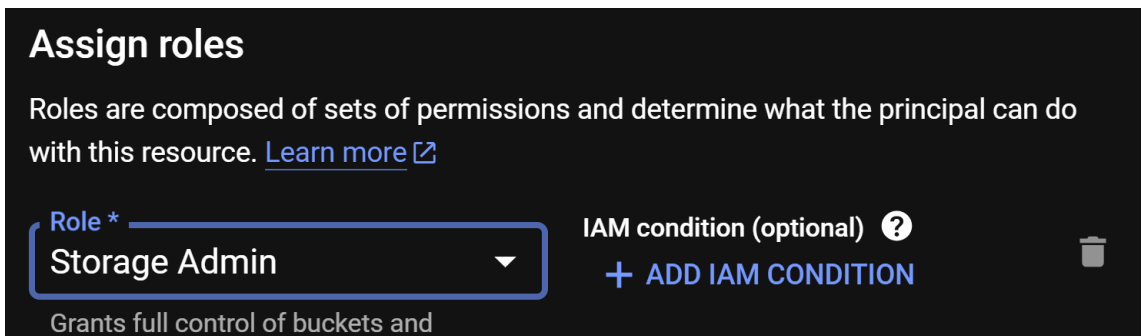 Assign roles
Roles are composed of sets of permissions and determine what the principal can do
with this resource. Learn more
Role *
Storage Admin
IAM condition (optional) ?
+ ADD IAM CONDITION
Grants full control of buckets and